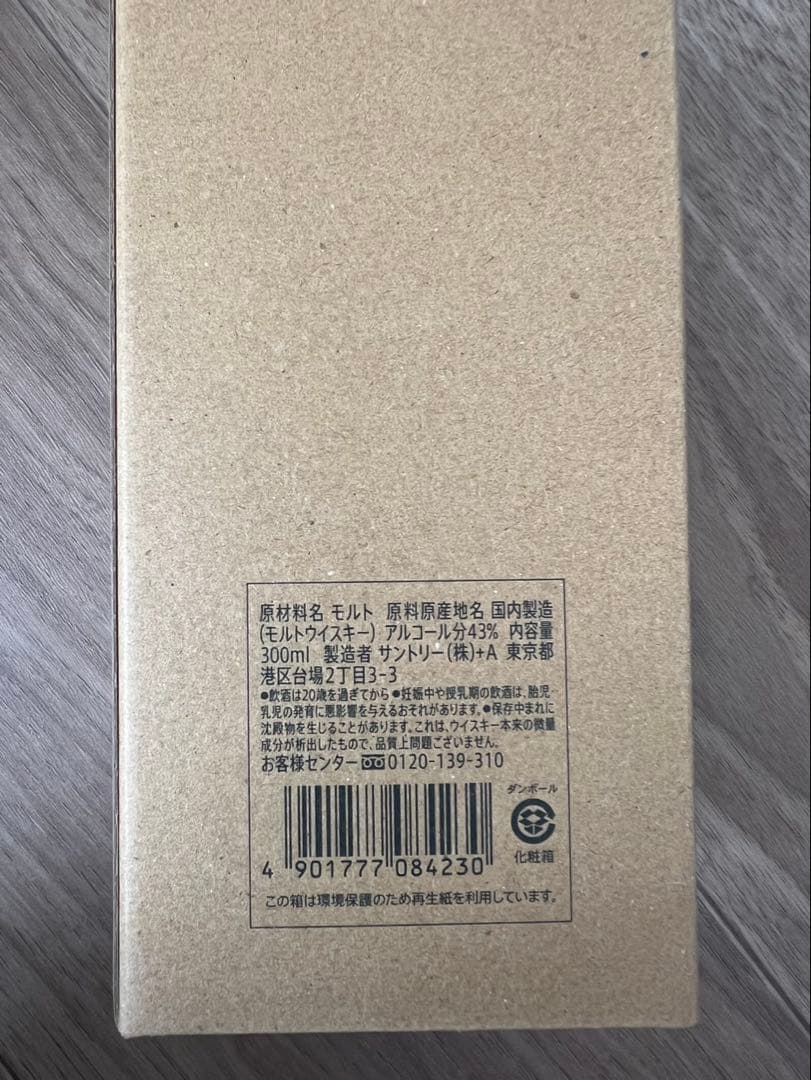 原材料名 モルト 原料原産地名 国内製造
(モルトウイスキー) アルコール分43% 内容量
300ml 製造者 サントリー(株)+A 東京都
港区台場2丁目3-3
●飲酒は20歳を過ぎてから●妊娠中や授乳期の飲酒は、胎児・
乳児の発育に悪影響を与えるおそれがあります。●保存中まれに
沈殿物を生じることがあります。これは、ウイスキー本来の微量
成分が析出したもので、品質上問題ございません。
お客様センター 0120-139-310
ダンボール
化粧箱
4 901777 084230
この箱は環境保護のため再生紙を利用しています。